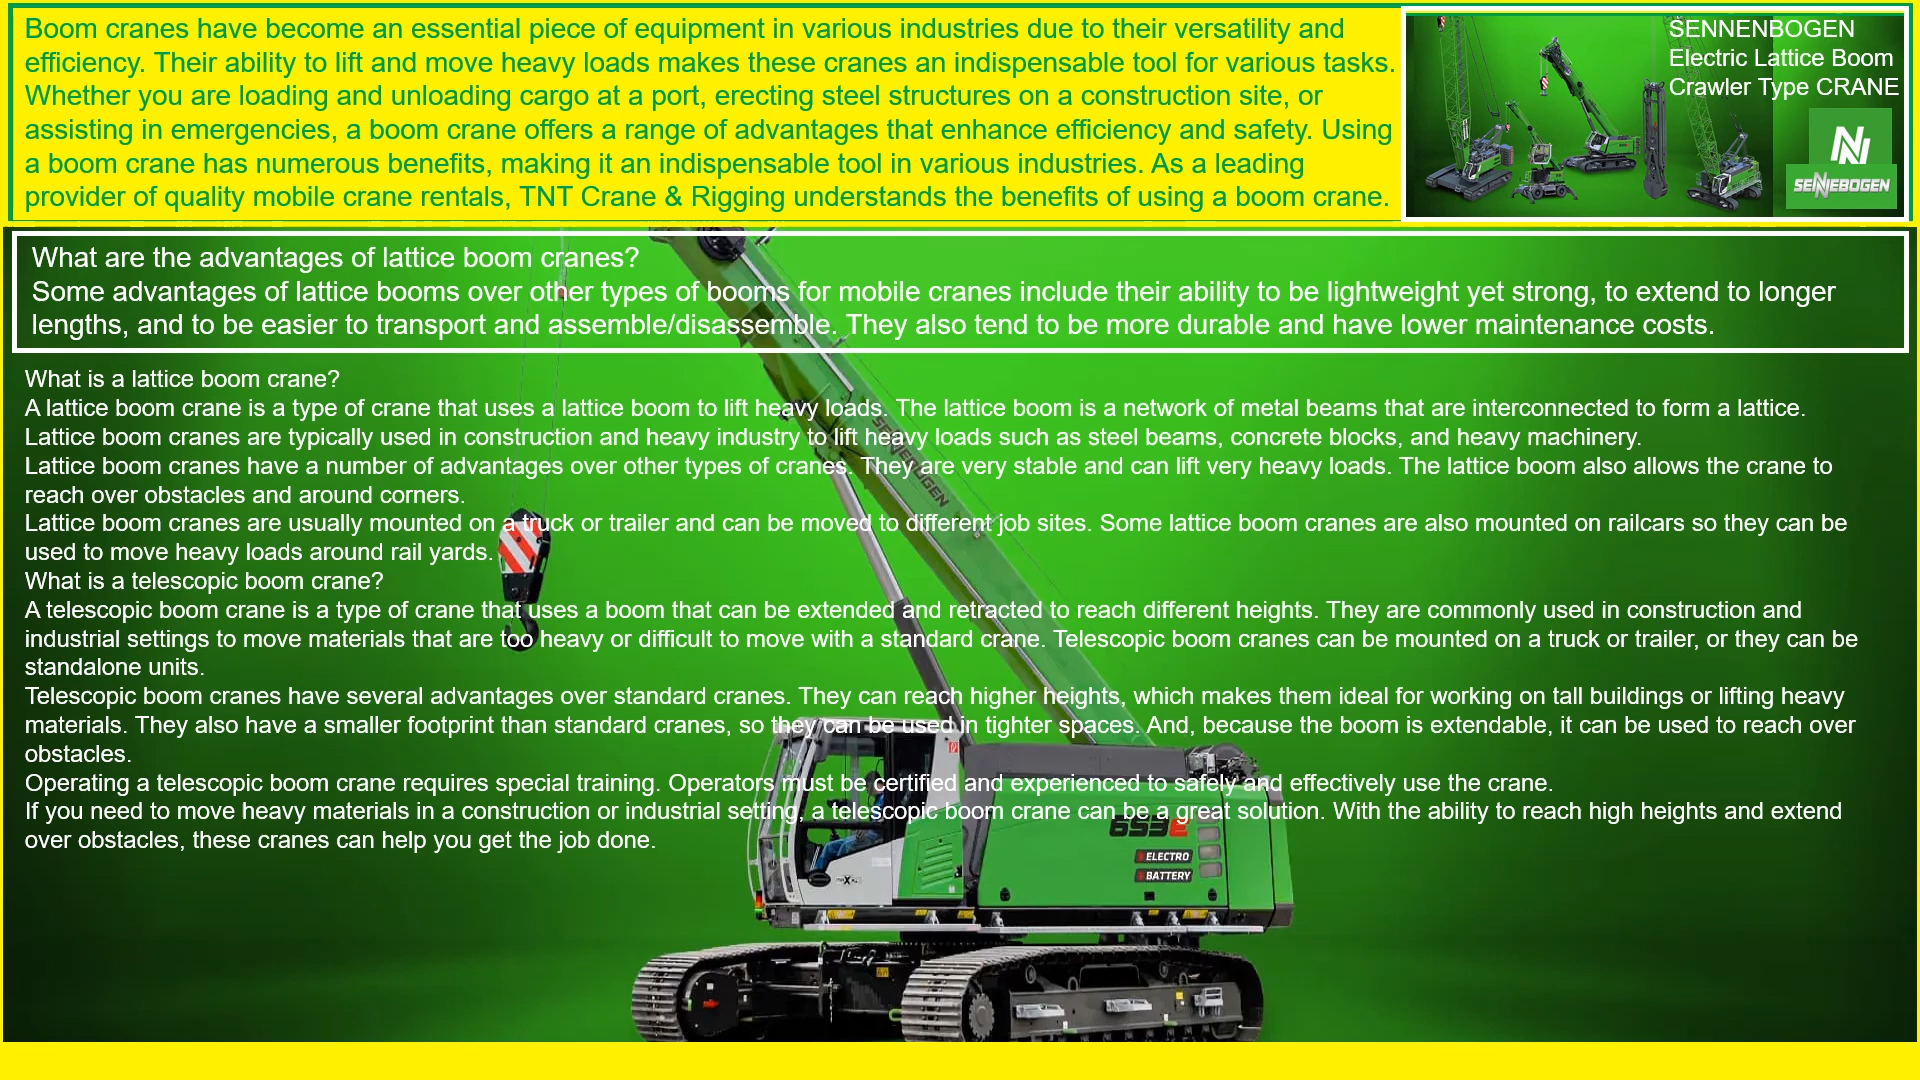 Boom cranes have become an essential piece of equipment in various industries due to their versatility and
efficiency. Their ability to lift and move heavy loads makes these cranes an indispensable tool for various tasks.
Whether you are loading and unloading cargo at a port, erecting steel structures on a construction site, or
assisting in emergencies, a boom crane offers a range of advantages that enhance efficiency and safety. Using
a boom crane has numerous benefits, making it an indispensable tool in various industries. As a leading
provider of quality mobile crane rentals, TNT Crane & Rigging understands the benefits of using a boom crane.
SENNENBOGEN
Electric Lattice Boom
Crawler Type CRANE
SENNEBOGEN
What are the advantages of lattice boom cranes?
Some advantages of lattice booms over other types of booms for mobile cranes include their ability to be lightweight yet strong, to extend to longer
lengths, and to be easier to transport and assemble/disassemble. They also tend to be more durable and have lower maintenance costs.
What is a lattice boom crane?
A lattice boom crane is a type of crane that uses a lattice boom to lift heavy loads. The lattice boom is a network of metal beams that are interconnected to form a lattice.
Lattice boom cranes are typically used in construction and heavy industry to lift heavy loads such as steel beams, concrete blocks, and heavy machinery.
Lattice boom cranes have a number of advantages over other types of cranes. They are very stable and can lift very heavy loads. The lattice boom also allows the crane to
reach over obstacles and around corners.
Lattice boom cranes are usually mounted on a truck or trailer and can be moved to different job sites. Some lattice boom cranes are also mounted on railcars so they can be
used to move heavy loads around rail yards.
What is a telescopic boom crane?
A telescopic boom crane is a type of crane that uses a boom that can be extended and retracted to reach different heights. They are commonly used in construction and
industrial settings to move materials that are too heavy or difficult to move with a standard crane. Telescopic boom cranes can be mounted on a truck or trailer, or they can be
standalone units.
Telescopic boom cranes have several advantages over standard cranes. They can reach higher heights, which makes them ideal for working on tall buildings or lifting heavy
materials. They also have a smaller footprint than standard cranes, so they can be used in tighter spaces. And, because the boom is extendable, it can be used to reach over
obstacles.
Operating a telescopic boom crane requires special training. Operators must be certified and experienced to safely and effectively use the crane.
If you need to move heavy materials in a construction or industrial setting, a telescopic boom crane can be a great solution. With the ability to reach high heights and extend
over obstacles, these cranes can help you get the job done.
SENNEBOGEN
653E
ELECTRO
BATTERY